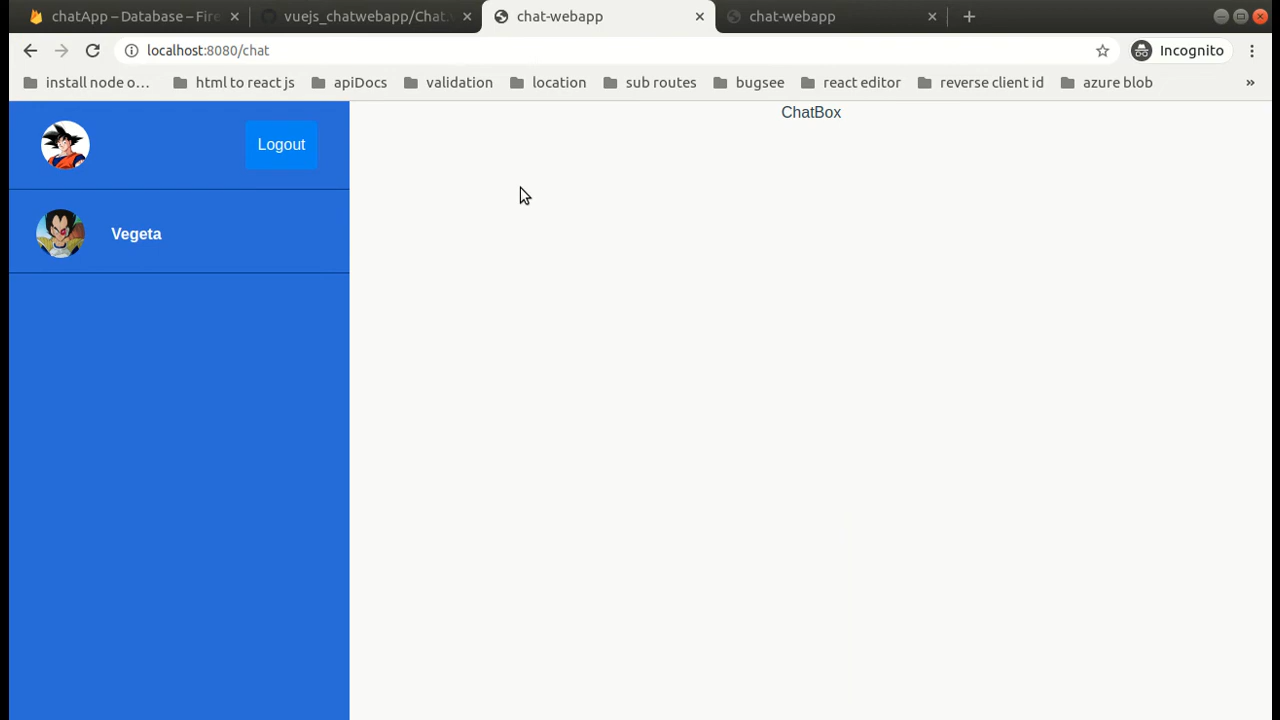 chatApp – Database – Fire
vuejs_chatwebapp/Chat.v
chat-webapp
chat-webapp
localhost:8080/chat
Incognito
install node o…
html to react js
apiDocs
validation
location
sub routes
bugsee
react editor
reverse client id
azure blob
»
Logout
ChatBox
Vegeta